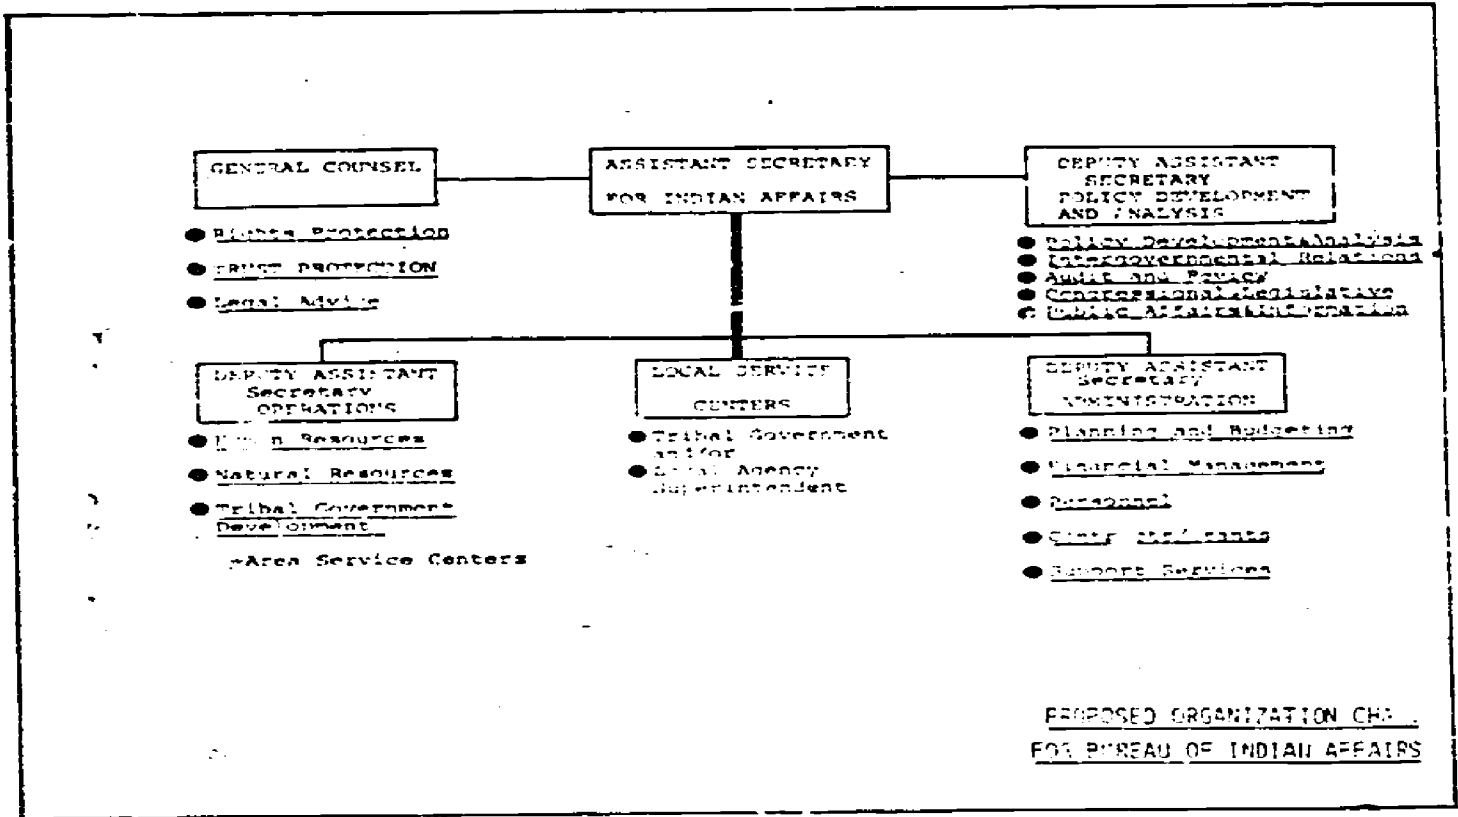 GENERAL COUNSEL
Rights Protection
TRUST PROTECTION
Legal Advice
ASSISTANT SECRETARY
FOR INDIAN AFFAIRS
DEPUTY ASSISTANT
SECRETARY
POLICY DEVELOPMENT
AND ANALYSIS
Policy Development&Analysis
Intergovernmental Relations
Audit and Review
Congressional-Legislative
Public Affairs&Information
DEPUTY ASSISTANT
Secretary
OPERATIONS
Resources
Natural Resources
Tribal Government
Development
Area Service Centers
LOCAL SERVICE
CENTERS
Tribal Government
and/or
Local Agency
Superintendent
DEPUTY ASSISTANT
Secretary
ADMINISTRATION
Planning and Budgeting
Financial Management
Personnel
Support Services
PROPOSED ORGANIZATION
FOR BUREAU OF INDIAN AFFAIRS